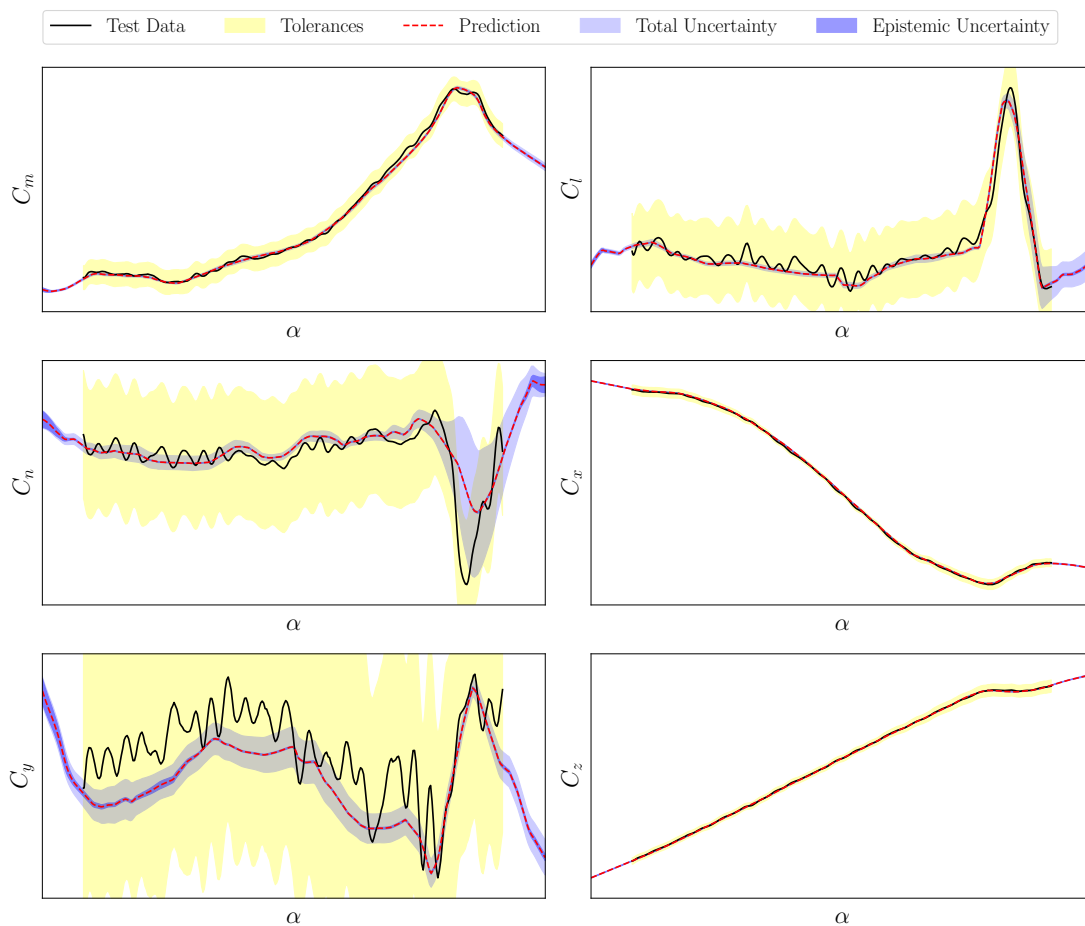 Test Data Tolerances Prediction Total Uncertainty Epistemic Uncertainty
C_m
α
C_l
α
C_n
α
C_x
α
C_y
α
C_z
α